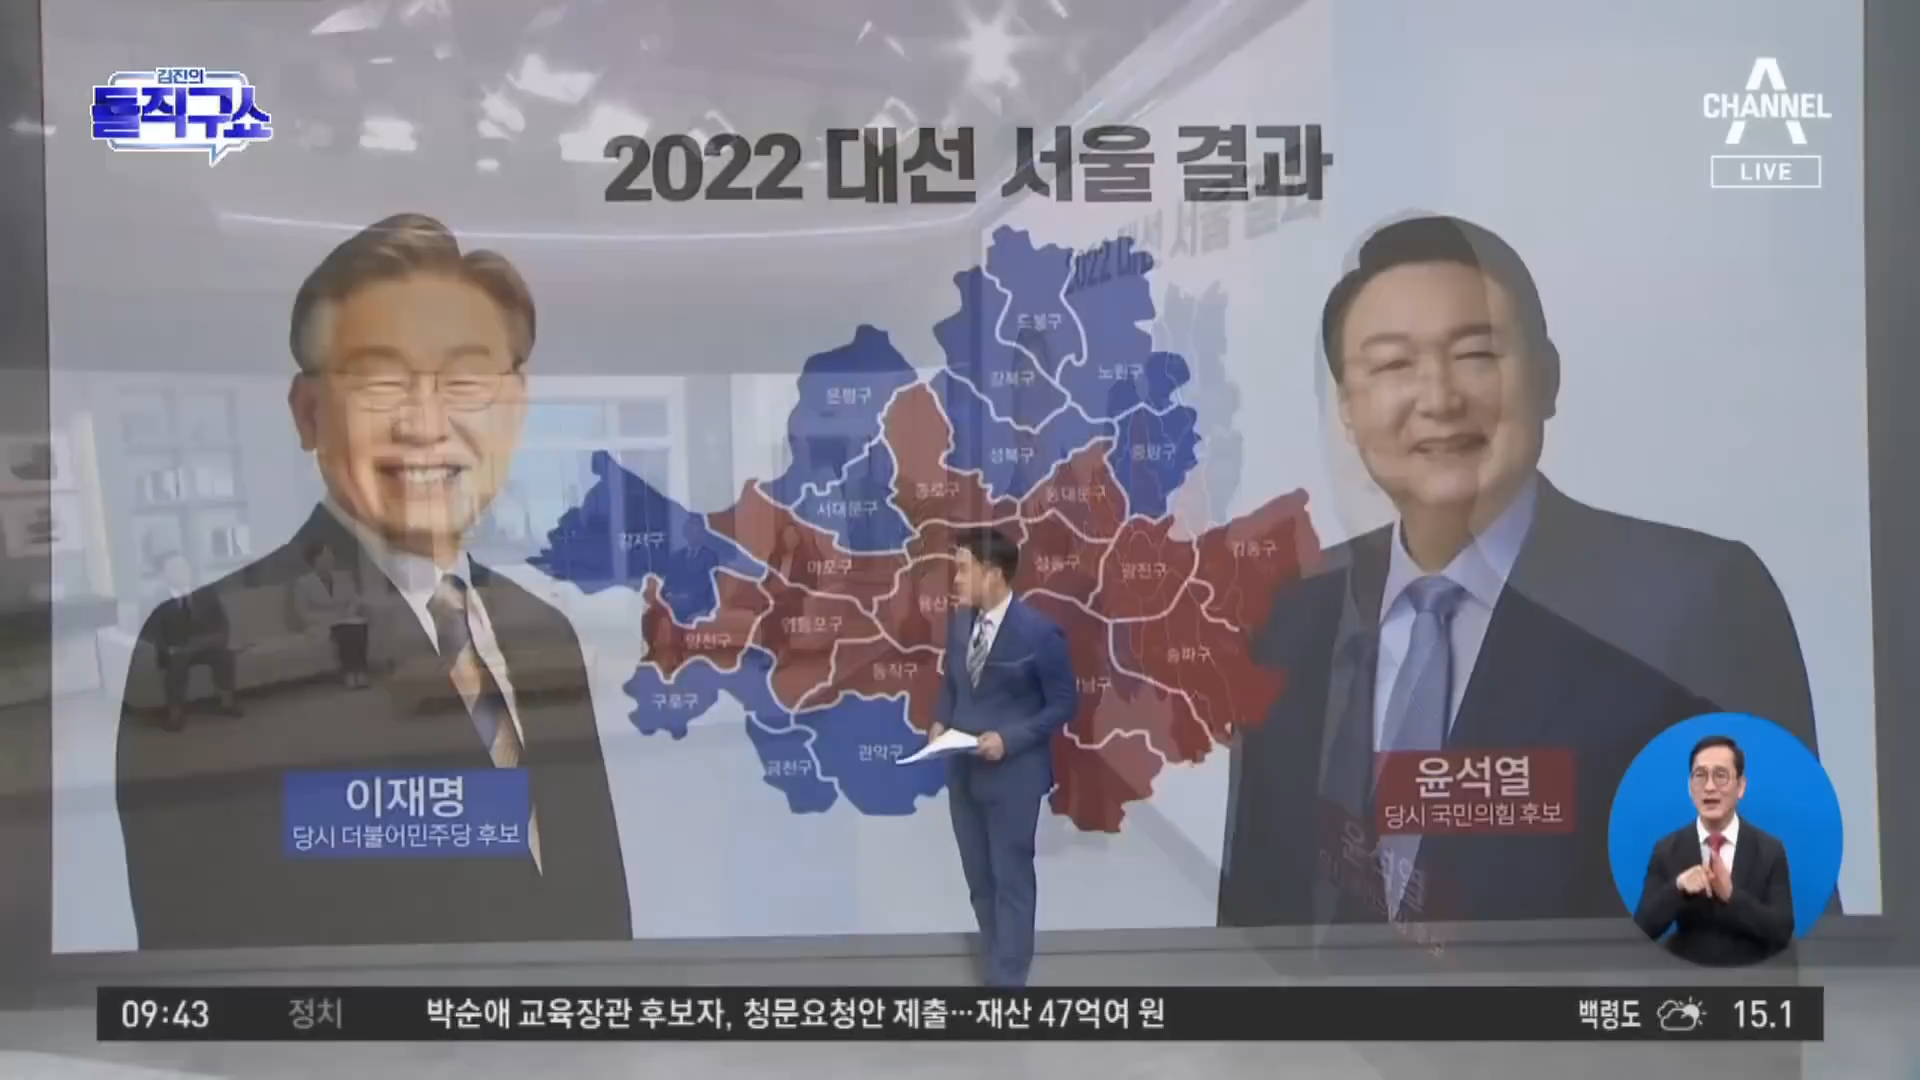 김진의
돌직구쇼
CHANNEL A
LIVE
2022 대선 서울 결과
2022 대선 서울 결과
도봉구
강북구
노원구
은평구
성북구
중랑구
종로구
동대문구
서대문구
강서구
마포구
성동구
광진구
강동구
용산구
양천구
영등포구
동작구
송파구
구로구
관악구
금천구
이재명
당시 더불어민주당 후보
윤석열
당시 국민의힘 후보
09:43
정치
박순애 교육장관 후보자, 청문요청안 제출…재산 47억여 원
백령도
15.1